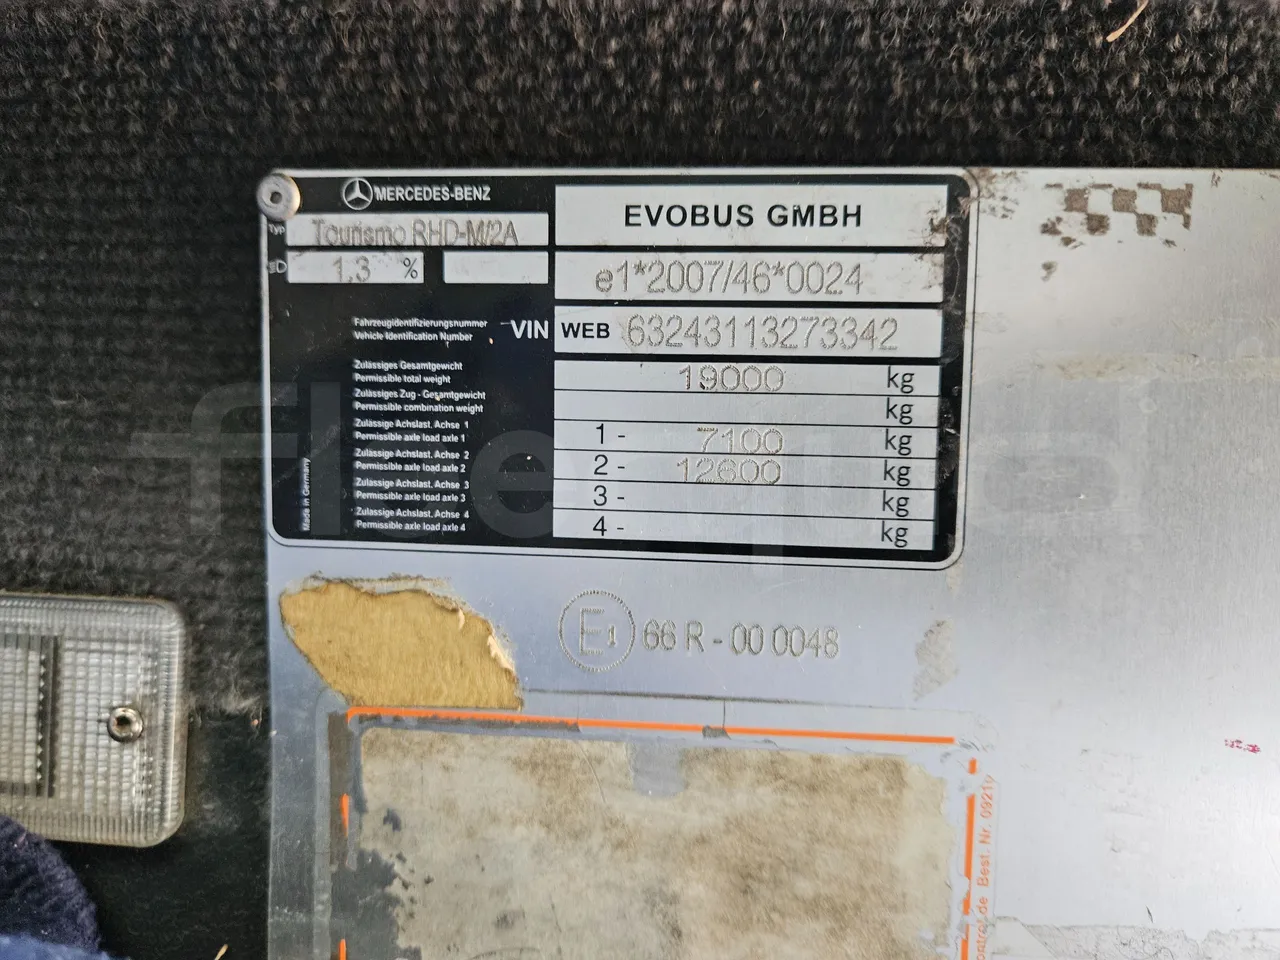 MERCEDES-BENZ
EVOBUS GMBH
Typ Tourismo RHD-M/2A
1,3 %
e1*2007/46*0024
Fahrzeugidentifizierungsnummer
Vehicle Identification Number
VIN WEB 63243113273342
Zulässiges Gesamtgewicht
Permissible total weight
19000 kg
Zulässiges Zug - Gesamtgewicht
Permissible combination weight
kg
Zulässige Achslast. Achse 1
Permissible axle load axle 1
1 - 7100 kg
Zulässige Achslast. Achse 2
Permissible axle load axle 2
2 - 12600 kg
Zulässige Achslast. Achse 3
Permissible axle load axle 3
3 - kg
Zulässige Achslast. Achse 4
Permissible axle load axle 4
4 - kg
Made in Germany
E1 66 R - 00 0048
Best. Nr. 0921